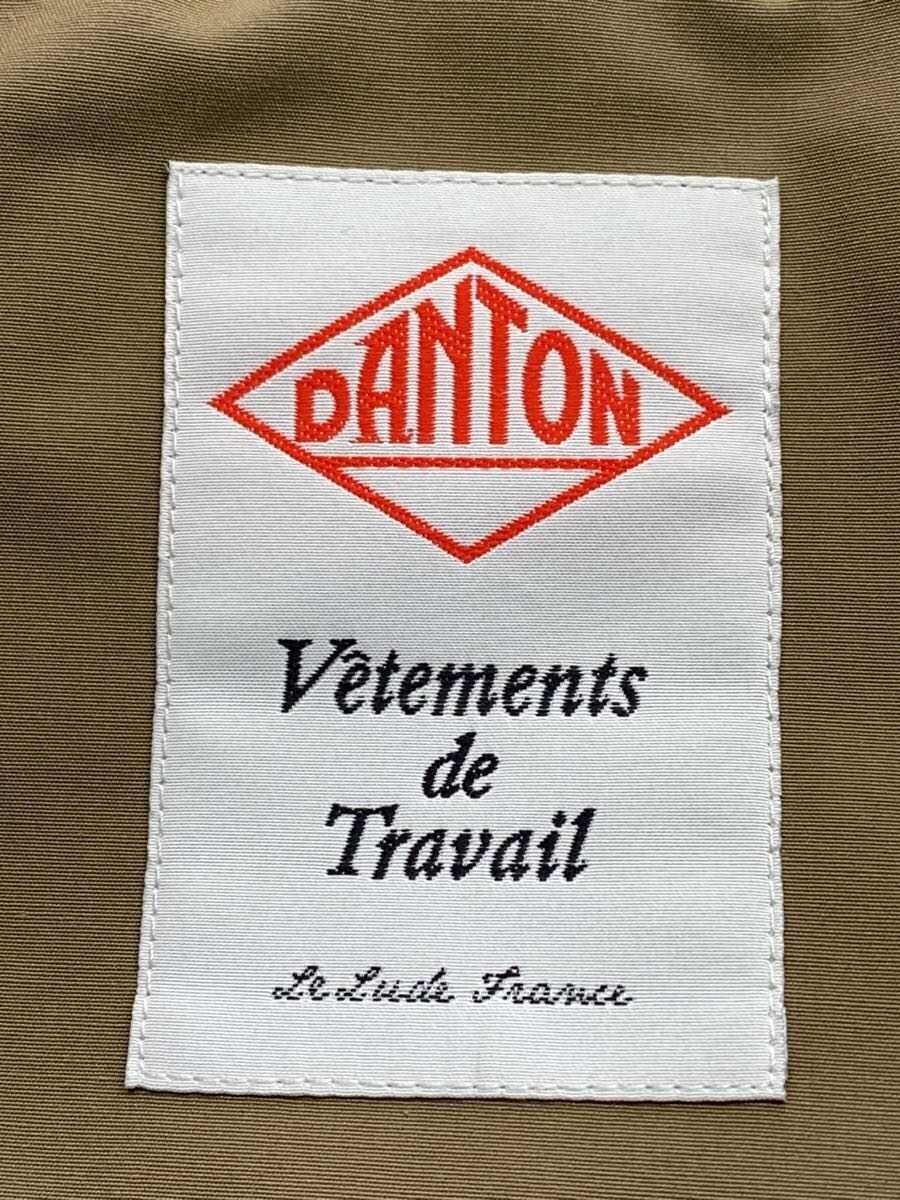 DANTON
Vêtements
de
Travail
Le Lude France